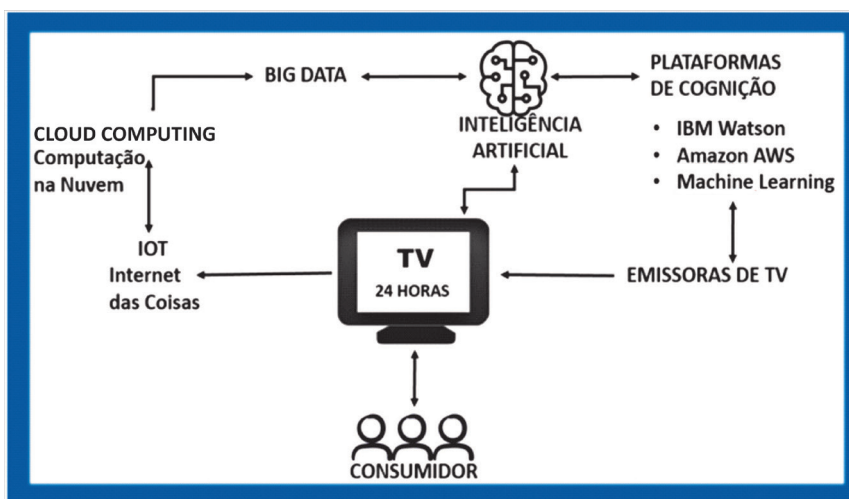 BIG DATA
INTELIGÊNCIA
ARTIFICIAL
PLATAFORMAS
DE COGNIÇÃO
• IBM Watson
• Amazon AWS
• Machine Learning
CLOUD COMPUTING
Computação
na Nuvem
IOT
Internet
das Coisas
TV
24 HORAS
EMISSORAS DE TV
CONSUMIDOR